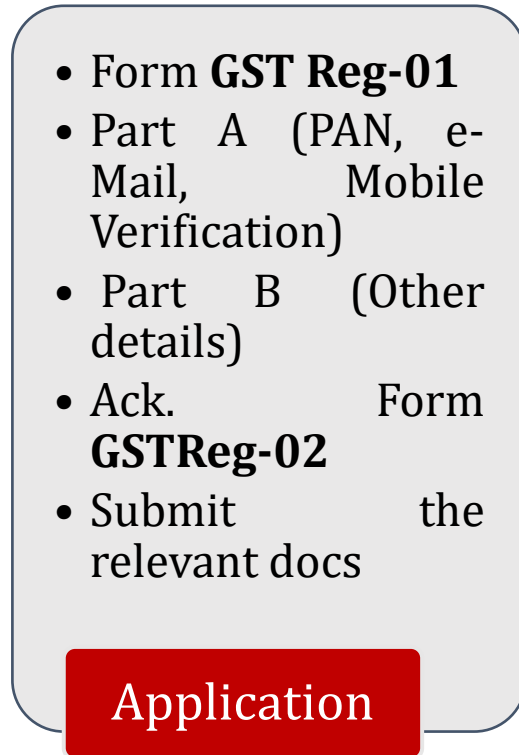 • Form GST Reg-01
• Part A (PAN, e-
Mail, Mobile
Verification)
• Part B (Other
details)
• Ack. Form
GSTReg-02
• Submit the
relevant docs
Application